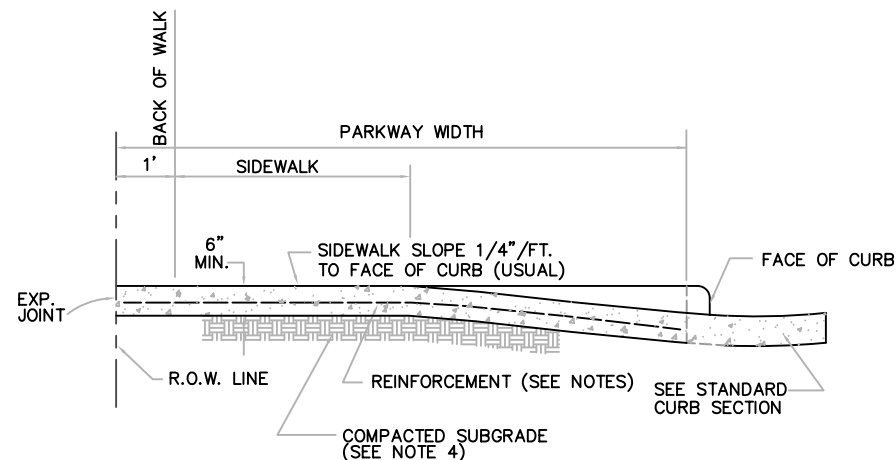 BACK OF WALK
PARKWAY WIDTH
1'
SIDEWALK
6"
MIN.
SIDEWALK SLOPE 1/4"/FT.
TO FACE OF CURB (USUAL)
FACE OF CURB
EXP.
JOINT
R.O.W. LINE
REINFORCEMENT (SEE NOTES)
SEE STANDARD
CURB SECTION
COMPACTED SUBGRADE
(SEE NOTE 4)